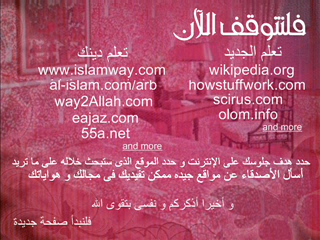 فلنتوقف الآن
تعلم الجديد
wikipedia.org
howstuffwork.com
scirus.com
olom.info
and more
تعلم دينك
www.islamway.com
al-islam.com/arb
way2Allah.com
eajaz.com
55a.net
and more
حدد هدف جلوسك على الإنترنت و حدد الموقع الذى ستبحث خلاله على ما تريد
أسأل الأصدقاء عن مواقع جيده ممكن تفيديك فى مجالك و هواياتك
و أخيرا أذكركم و نفسى بتقوى الله
فلنبدأ صفحة جديدة